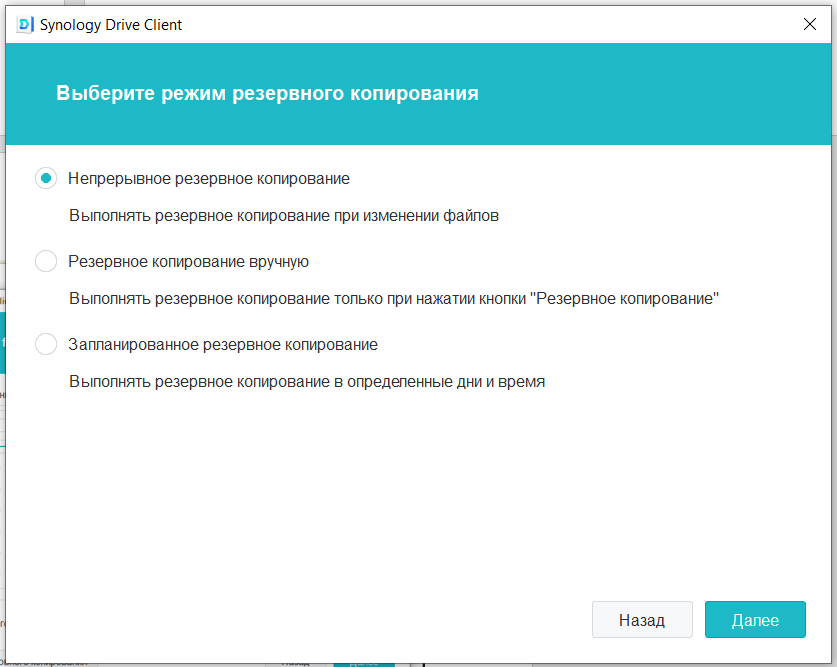 Synology Drive Client
Выберите режим резервного копирования
Непрерывное резервное копирование
Выполнять резервное копирование при изменении файлов
Резервное копирование вручную
Выполнять резервное копирование только при нажатии кнопки "Резервное копирование"
Запланированное резервное копирование
Выполнять резервное копирование в определенные дни и время
Назад
Далее